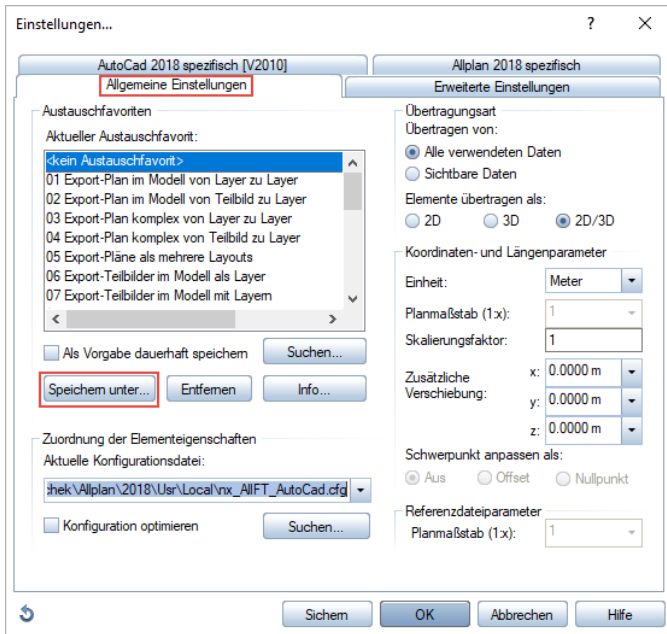 Einstellungen...
AutoCad 2018 spezifisch [V2010]
Allplan 2018 spezifisch
Allgemeine Einstellungen
Erweiterte Einstellungen
Austauschfavoriten
Aktueller Austauschfavorit:
<kein Austauschfavorit>
01 Export-Plan im Modell von Layer zu Layer
02 Export-Plan im Modell von Teilbild zu Layer
03 Export-Plan komplex von Layer zu Layer
04 Export-Plan komplex von Teilbild zu Layer
05 Export-Pläne als mehrere Layouts
06 Export-Teilbilder im Modell als Layer
07 Export-Teilbilder im Modell mit Layern
Als Vorgabe dauerhaft speichern
Suchen...
Speichern unter...
Entfernen
Info...
Zuordnung der Elementeigenschaften
Aktuelle Konfigurationsdatei:
:hek\Allplan\2018\Usr\Local\nx_AllFT_AutoCad.cfg
Konfiguration optimieren
Suchen...
Übertragungsart
Übertragen von:
Alle verwendeten Daten
Sichtbare Daten
Elemente übertragen als:
2D
3D
2D/3D
Koordinaten- und Längenparameter
Einheit:
Meter
Planmaßstab (1:x):
1
Skalierungsfaktor:
1
Zusätzliche
Verschiebung:
x: 0.0000 m
y: 0.0000 m
z: 0.0000 m
Schwerpunkt anpassen als:
Aus
Offset
Nullpunkt
Referenzdateiparameter
Planmaßstab (1:x):
1
Sichern
OK
Abbrechen
Hilfe